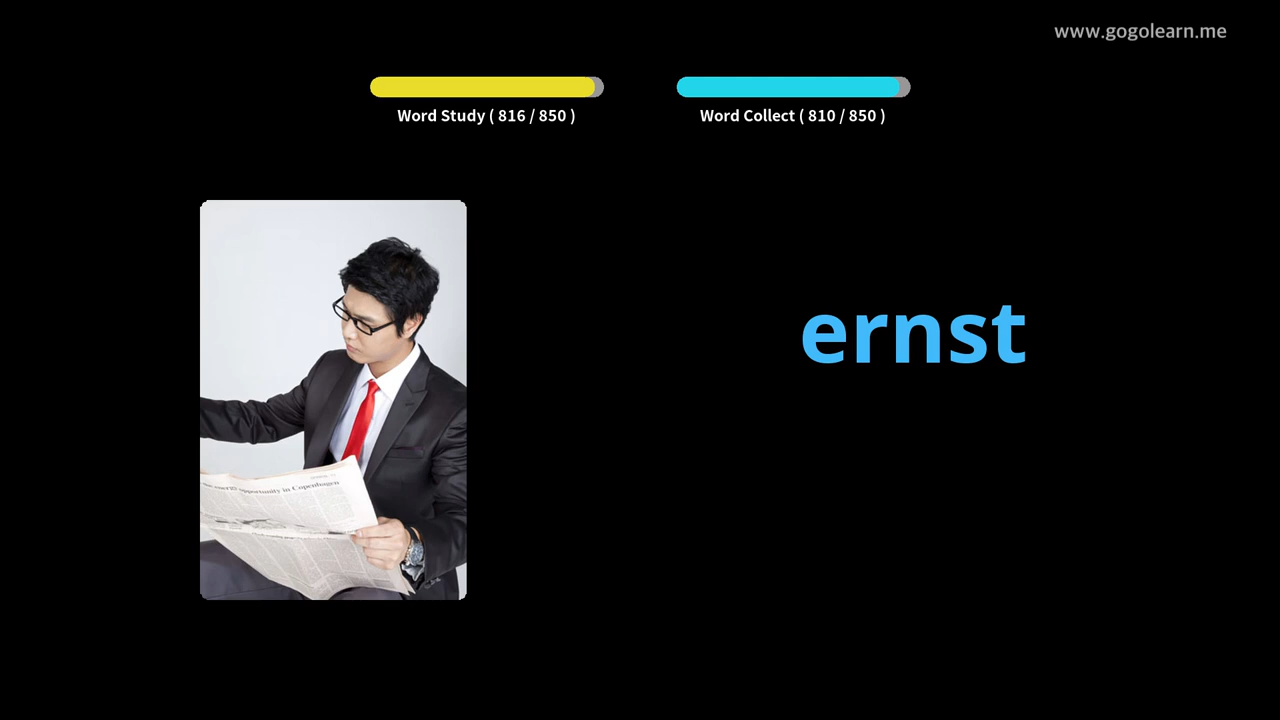 www.gogolearn.me
Word Study ( 816 / 850 )
Word Collect ( 810 / 850 )
ernst
opportunity in Copenhagen